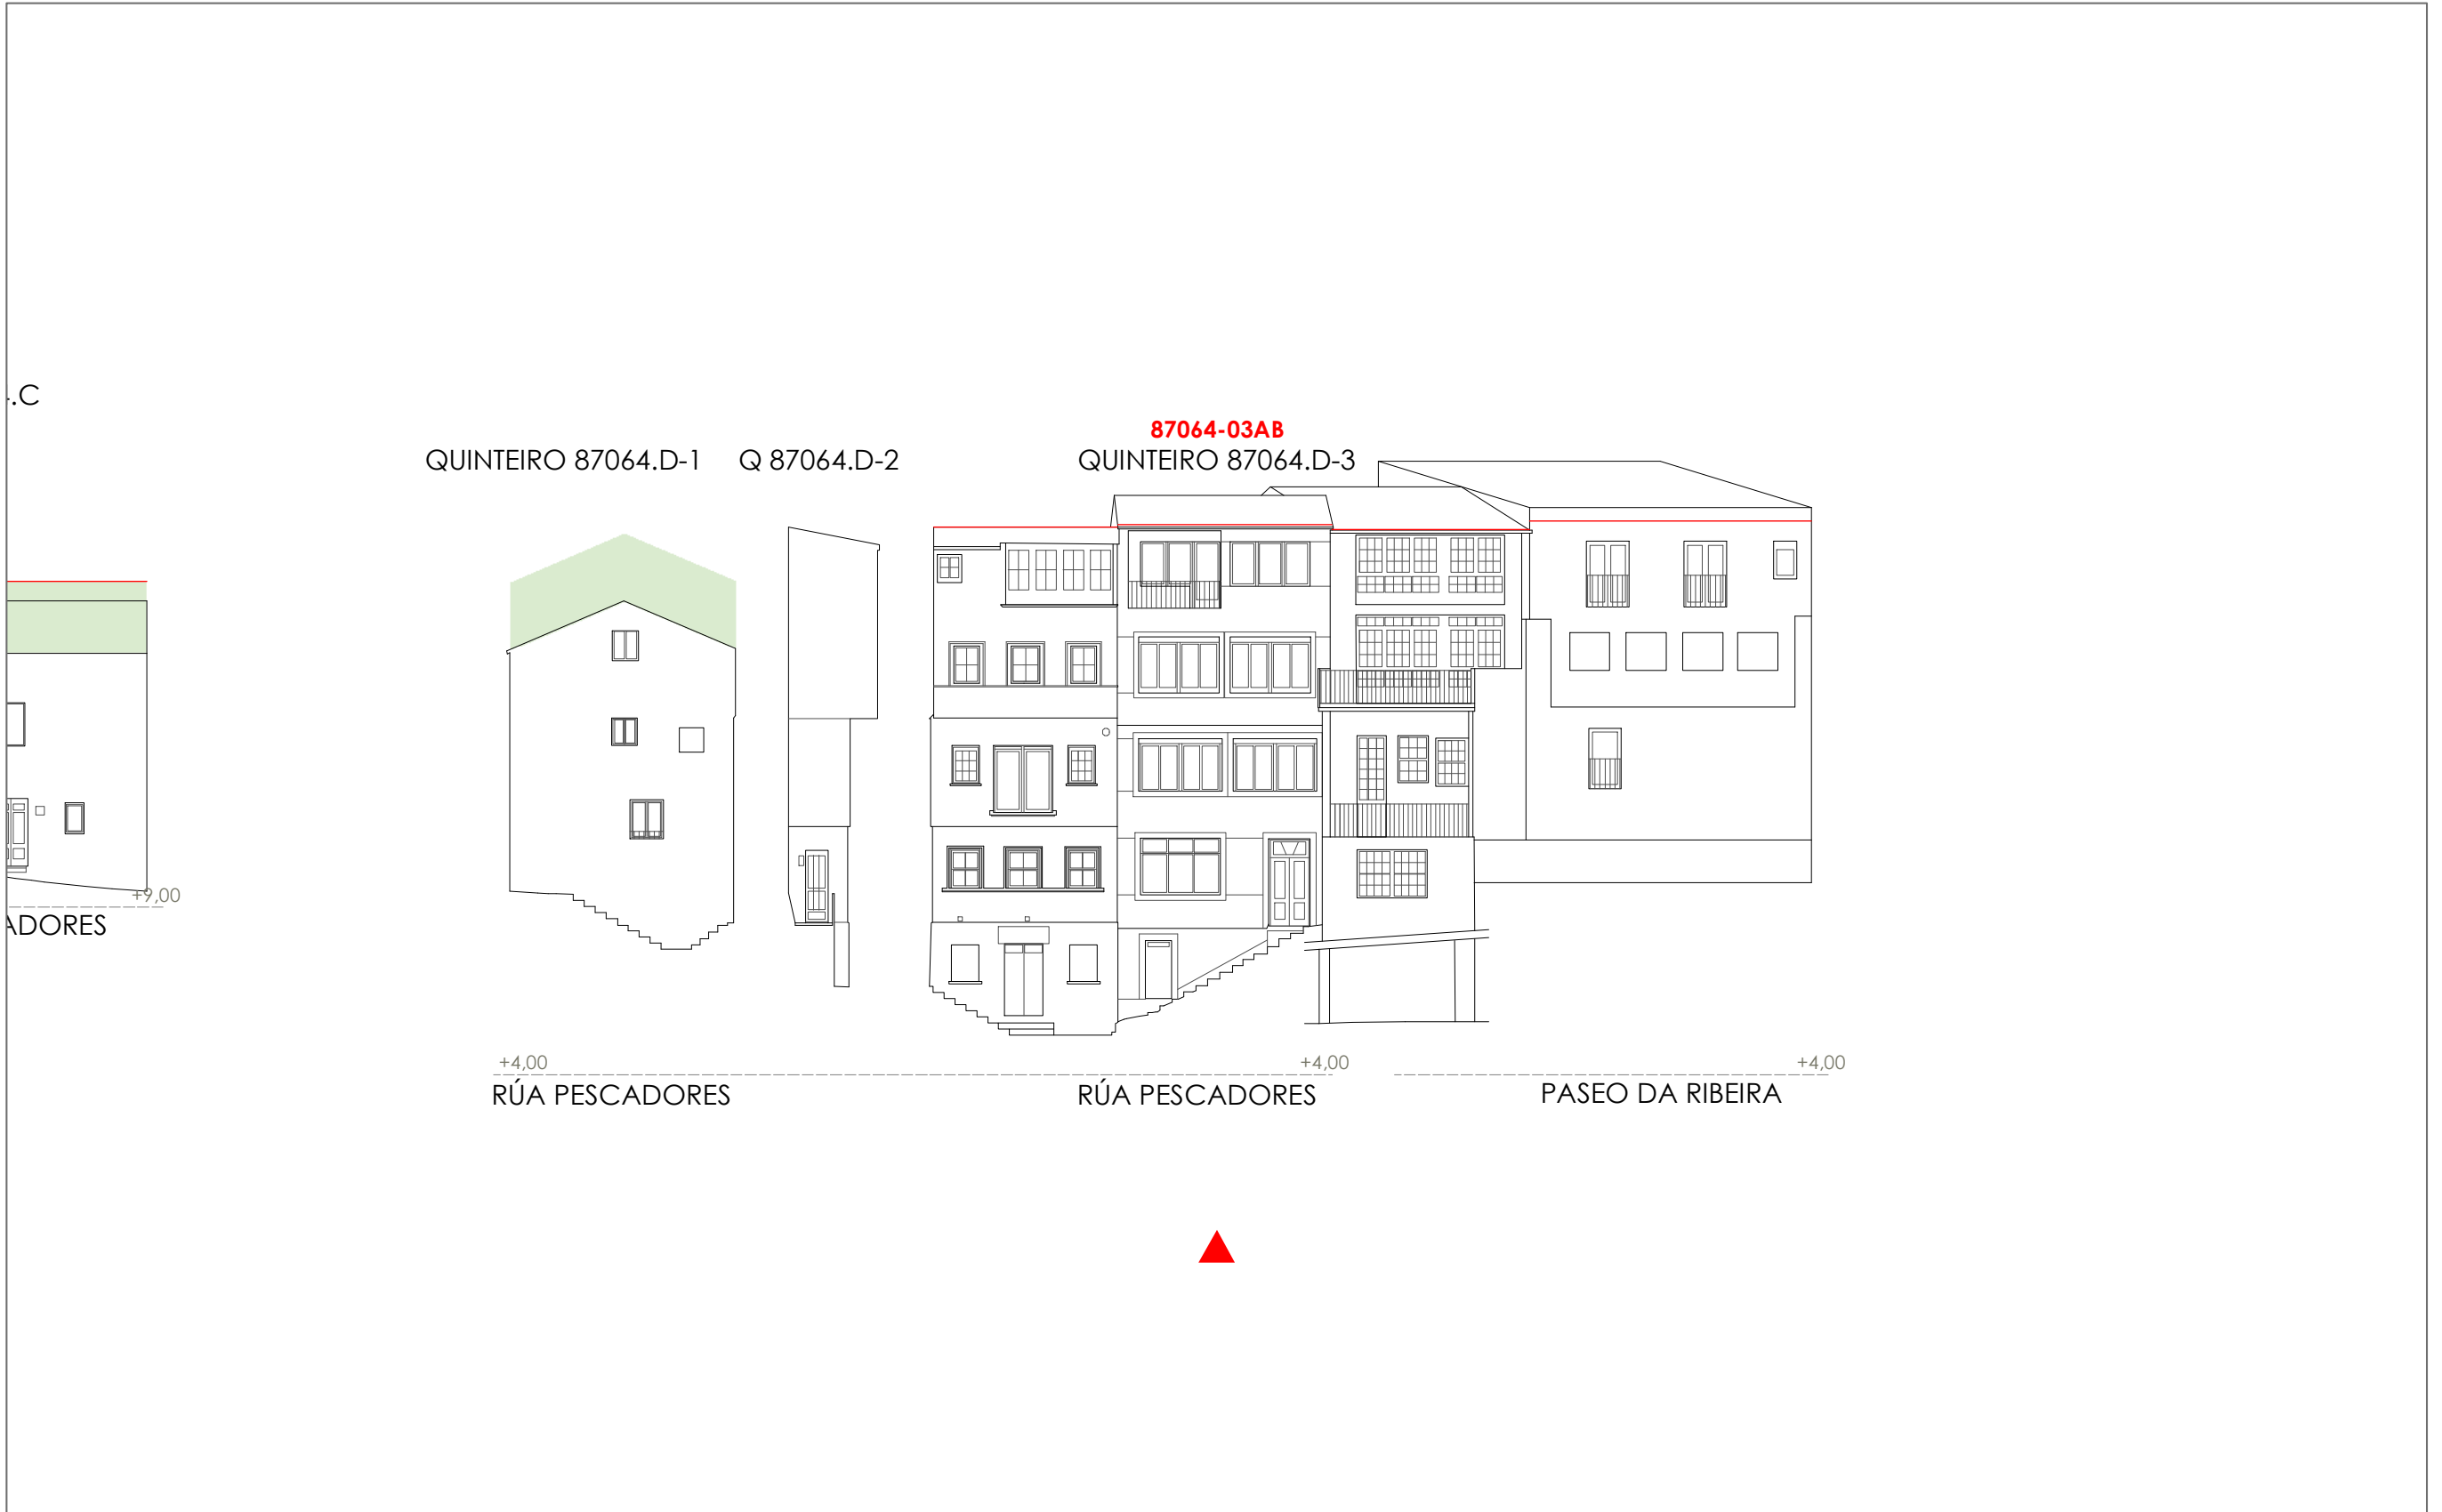 .C
87064-03AB
QUINTEIRO 87064.D-1
Q 87064.D-2
QUINTEIRO 87064.D-3
+9,00
ADORES
+4,00
+4,00
+4,00
RÚA PESCADORES
RÚA PESCADORES
PASEO DA RIBEIRA